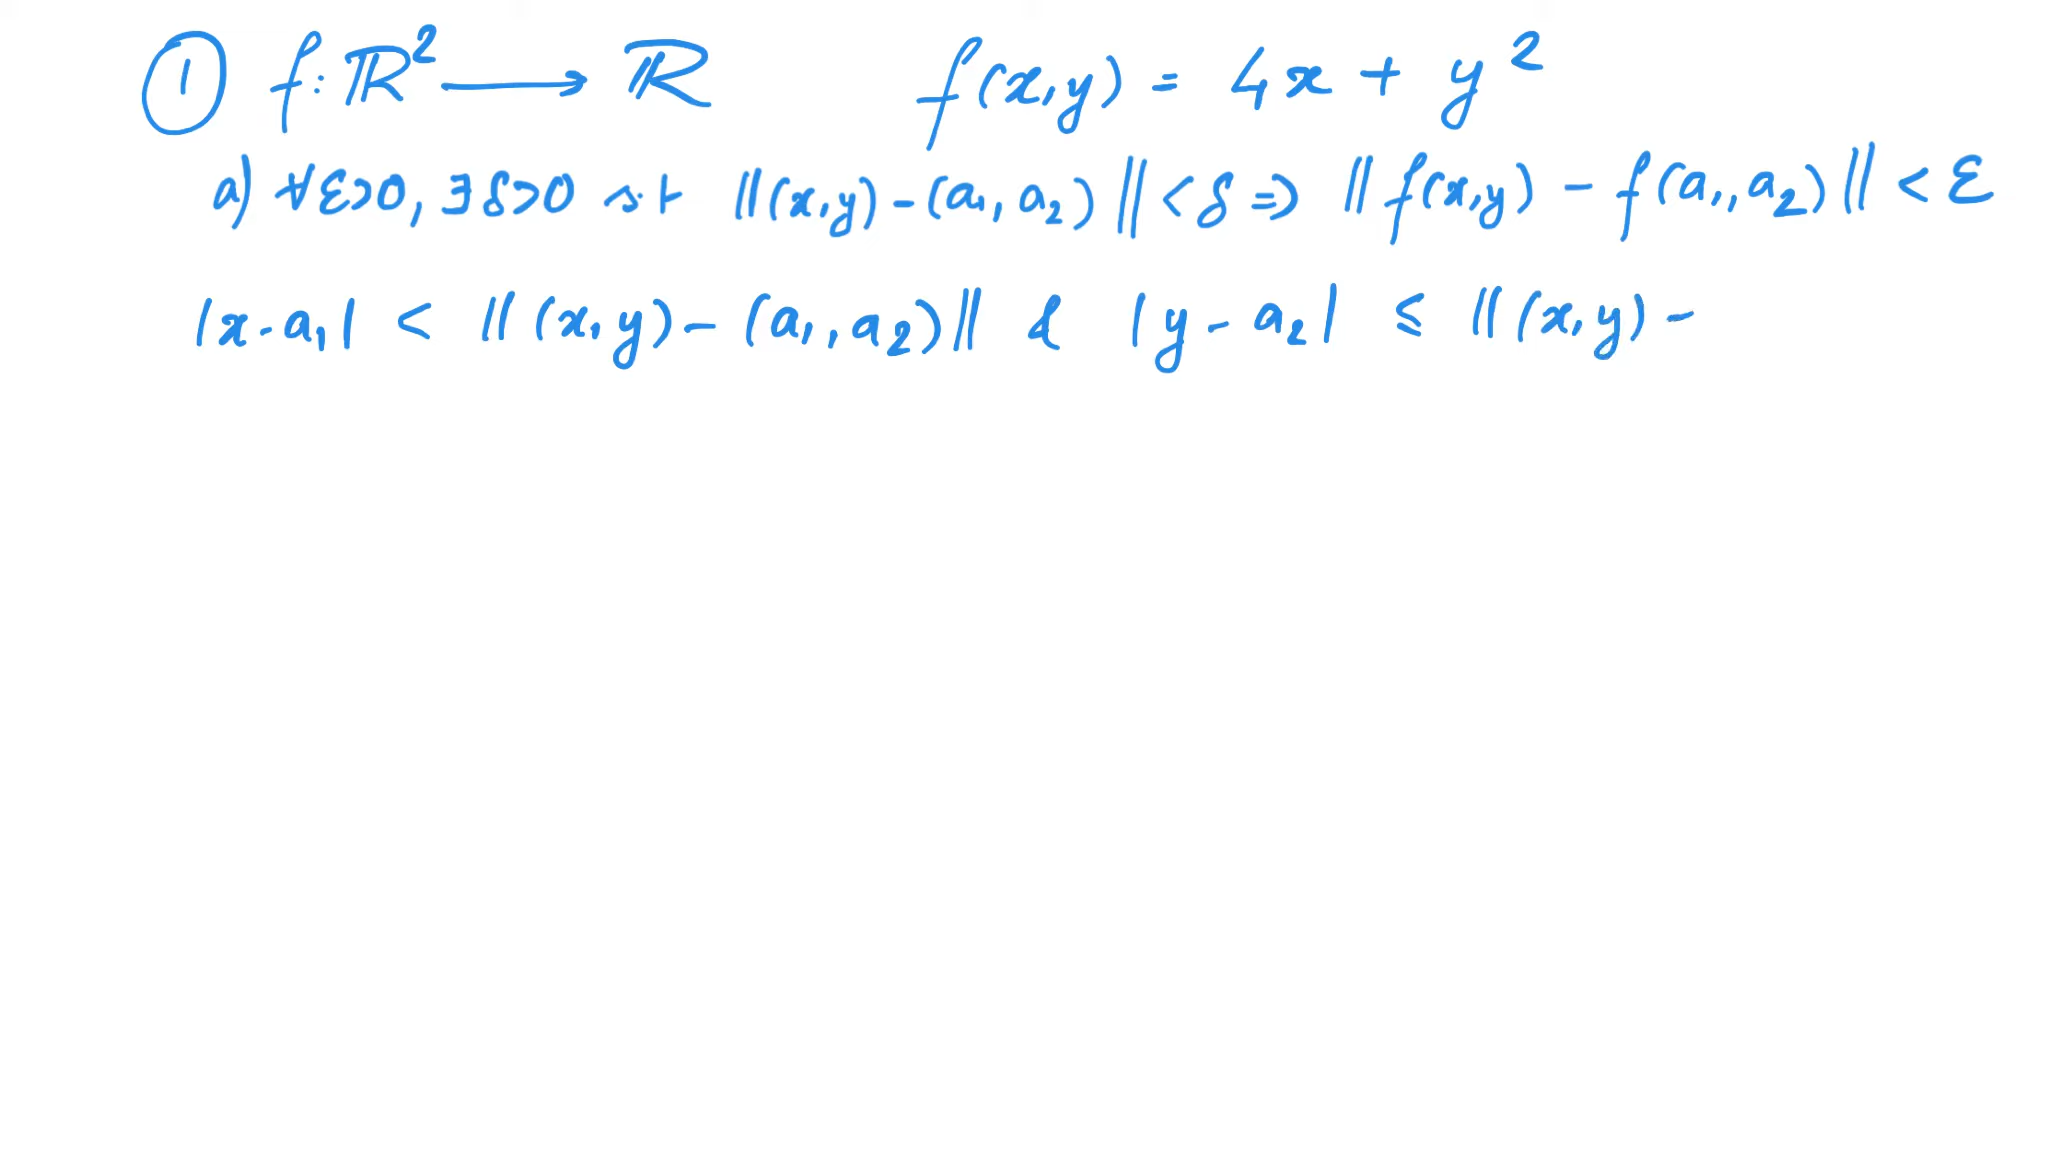 ① f: ℝ² ⟶ ℝ f(x,y) = 4x + y²
a) ∀ε>0, ∃δ>0 s.t ||(x,y) - (a₁, a₂)|| < δ ⇒ ||f(x,y) - f(a₁, a₂)|| < ε
|x - a₁| < ||(x,y) - (a₁, a₂)|| & |y - a₂| ≤ ||(x,y) -